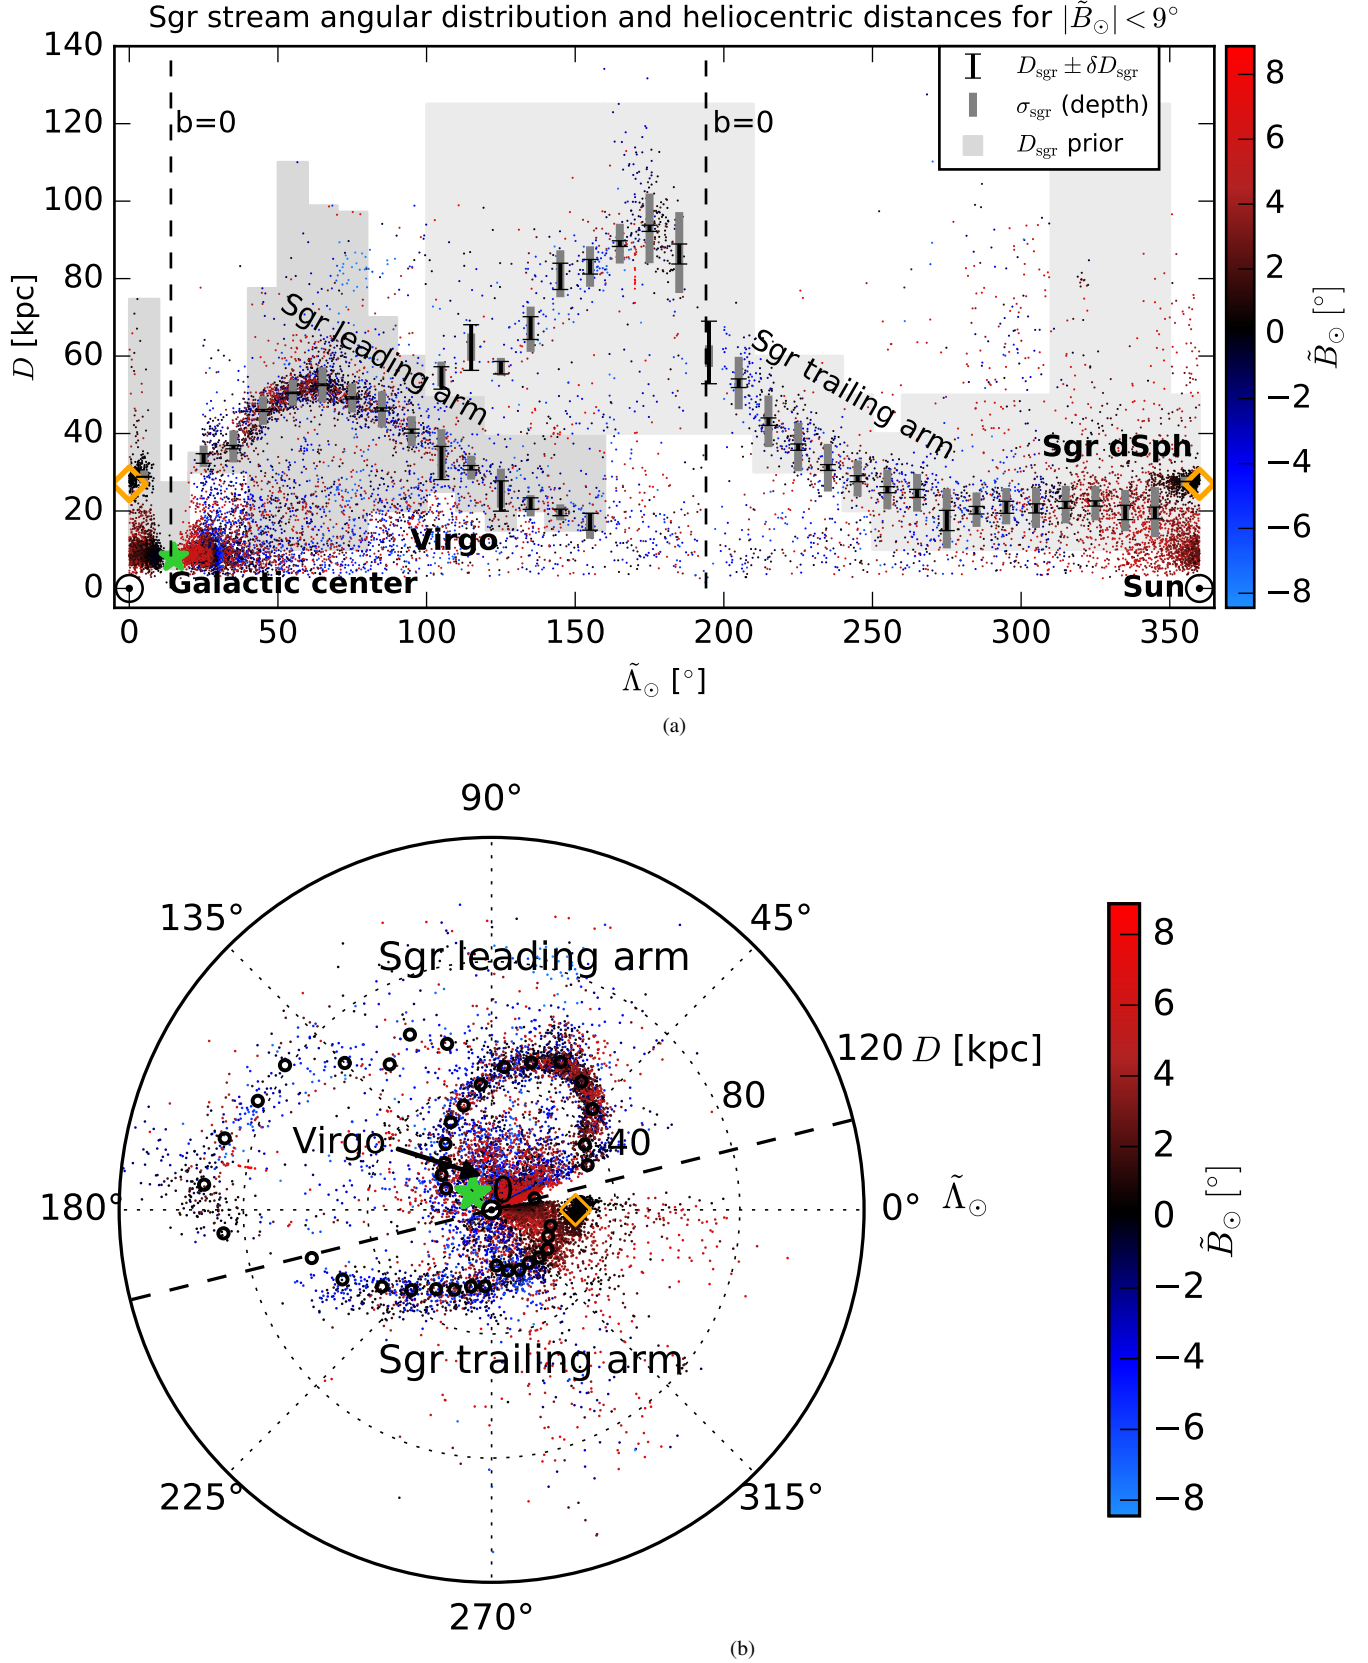 Sgr stream angular distribution and heliocentric distances for |B̃⊙| < 9°
140
120
100
80
60
40
20
0
D [kpc]
b=0
b=0
D_sgr ± δD_sgr
σ_sgr (depth)
D_sgr prior
Sgr leading arm
Sgr trailing arm
Sgr dSph
Virgo
Galactic center
Sun
0 50 100 150 200 250 300 350
Λ̃⊙ [°]
8
6
4
2
0
−2
−4
−6
−8
B̃⊙ [°]
(a)
90°
135°
45°
Sgr leading arm
120 D [kpc]
80
Virgo
40
0
180°
0° Λ̃⊙
Sgr trailing arm
225°
315°
270°
8
6
4
2
0
−2
−4
−6
−8
B̃⊙ [°]
(b)